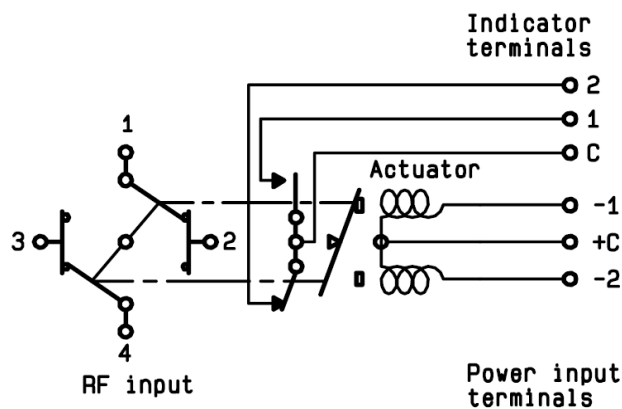 Indicator
terminals
2
1
1
C
Actuator
-1
3
2
+C
-2
4
RF input
Power input
terminals